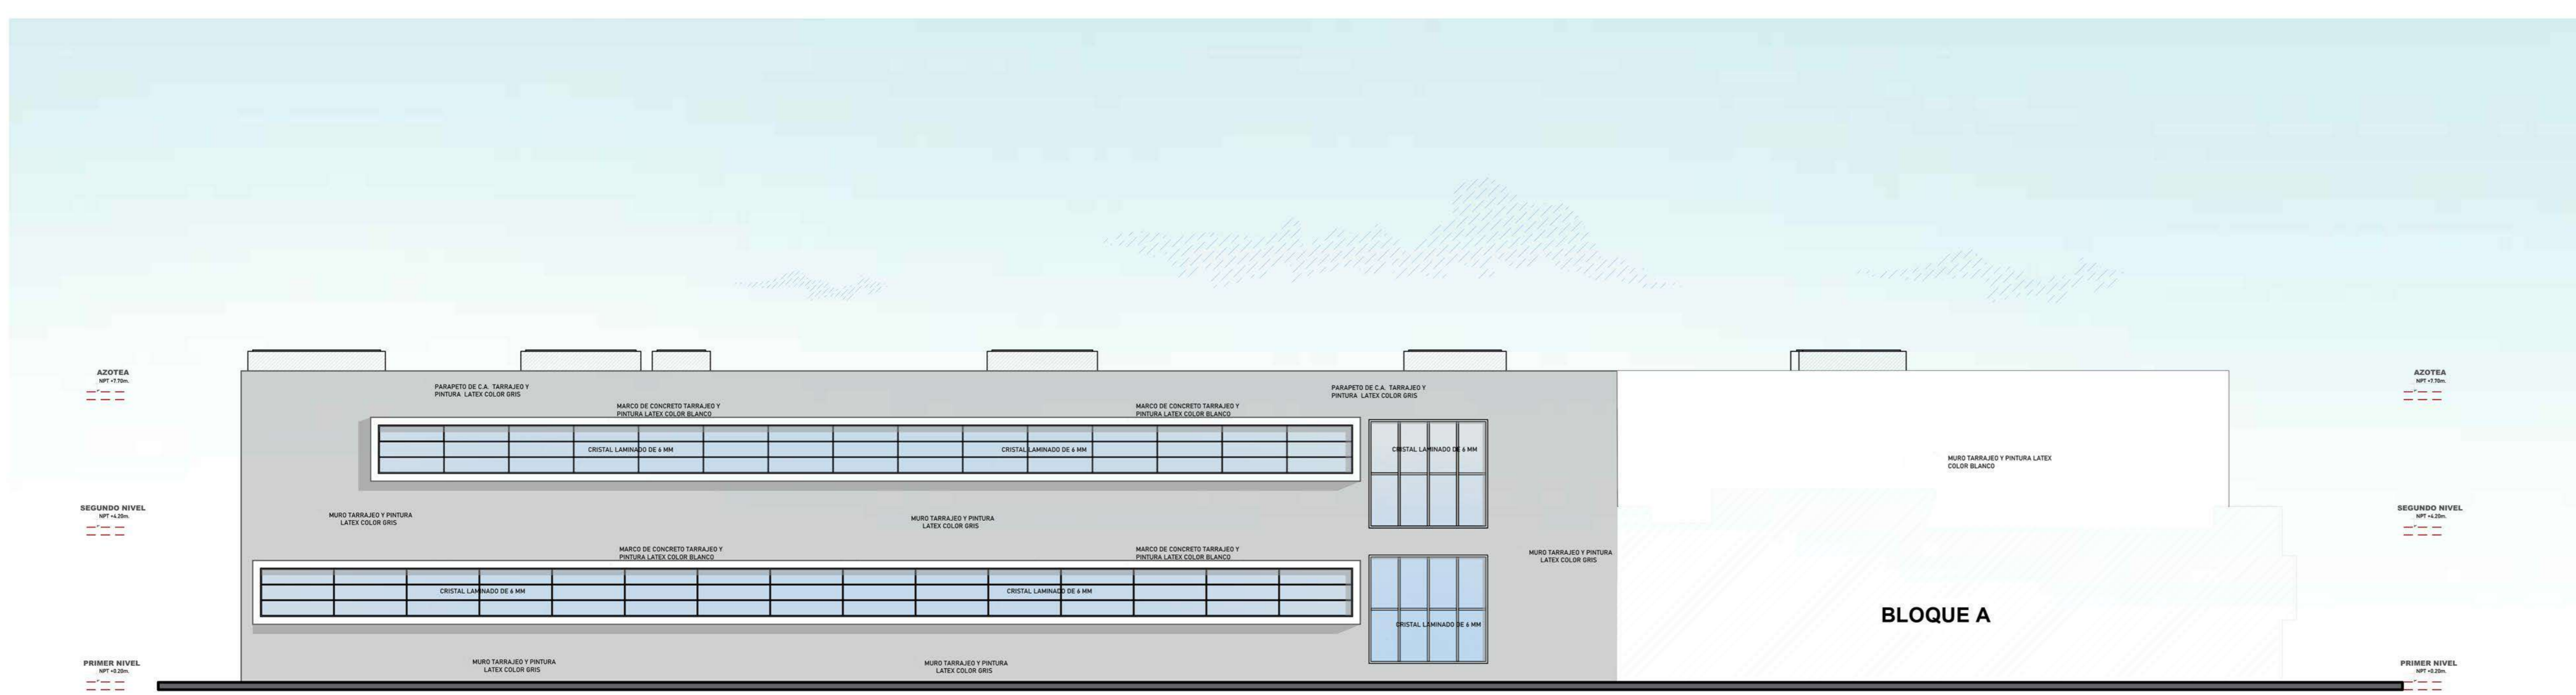 AZOTEA
NPT +7.70m.
AZOTEA
NPT +7.70m.
PARAPETO DE C.A. TARRAJEO Y
PINTURA LATEX COLOR GRIS
PARAPETO DE C.A. TARRAJEO Y
PINTURA LATEX COLOR GRIS
MARCO DE CONCRETO TARRAJEO Y
PINTURA LATEX COLOR BLANCO
MARCO DE CONCRETO TARRAJEO Y
PINTURA LATEX COLOR BLANCO
CRISTAL LAMINADO DE 6 MM
CRISTAL LAMINADO DE 6 MM
CRISTAL LAMINADO DE 6 MM
MURO TARRAJEO Y PINTURA LATEX
COLOR BLANCO
SEGUNDO NIVEL
NPT +4.20m.
SEGUNDO NIVEL
NPT +4.20m.
MURO TARRAJEO Y PINTURA
LATEX COLOR GRIS
MURO TARRAJEO Y PINTURA
LATEX COLOR GRIS
MARCO DE CONCRETO TARRAJEO Y
PINTURA LATEX COLOR BLANCO
MARCO DE CONCRETO TARRAJEO Y
PINTURA LATEX COLOR BLANCO
MURO TARRAJEO Y PINTURA
LATEX COLOR GRIS
CRISTAL LAMINADO DE 6 MM
CRISTAL LAMINADO DE 6 MM
CRISTAL LAMINADO DE 6 MM
BLOQUE A
PRIMER NIVEL
NPT +0.20m.
MURO TARRAJEO Y PINTURA
LATEX COLOR GRIS
MURO TARRAJEO Y PINTURA
LATEX COLOR GRIS
PRIMER NIVEL
NPT +0.20m.